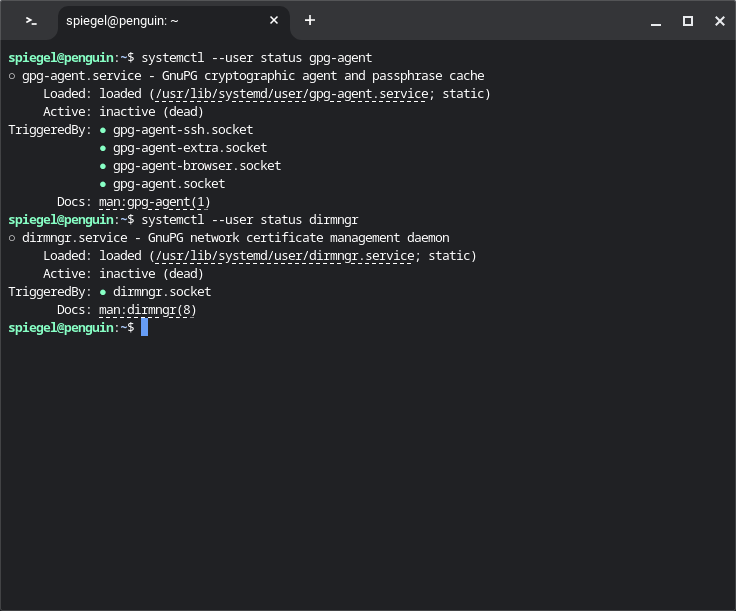 spiegel@penguin: ~
spiegel@penguin:~$ systemctl --user status gpg-agent
○ gpg-agent.service - GnuPG cryptographic agent and passphrase cache
     Loaded: loaded (/usr/lib/systemd/user/gpg-agent.service; static)
     Active: inactive (dead)
TriggeredBy: ● gpg-agent-ssh.socket
             ● gpg-agent-extra.socket
             ● gpg-agent-browser.socket
             ● gpg-agent.socket
       Docs: man:gpg-agent(1)
spiegel@penguin:~$ systemctl --user status dirmngr
○ dirmngr.service - GnuPG network certificate management daemon
     Loaded: loaded (/usr/lib/systemd/user/dirmngr.service; static)
     Active: inactive (dead)
TriggeredBy: ● dirmngr.socket
       Docs: man:dirmngr(8)
spiegel@penguin:~$